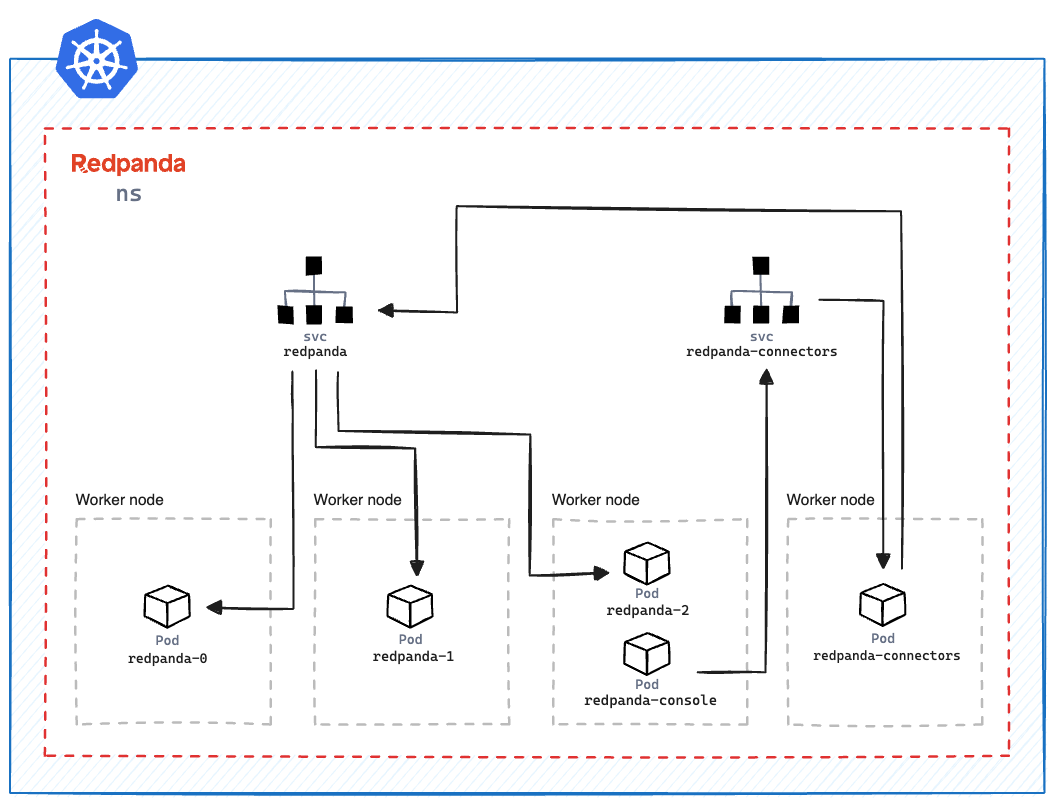 Redpanda
ns
svc
redpanda
svc
redpanda-connectors
Worker node
Worker node
Worker node
Worker node
Pod
redpanda-0
Pod
redpanda-1
Pod
redpanda-2
Pod
redpanda-console
Pod
redpanda-connectors